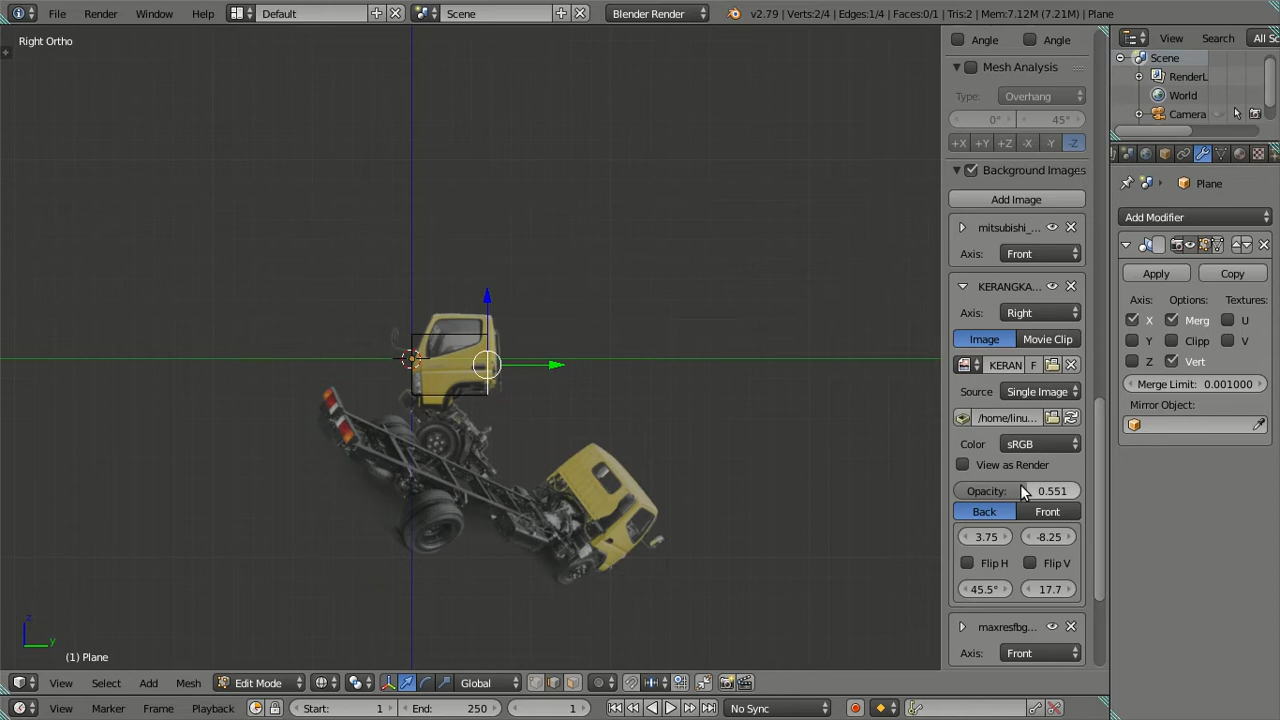 File Render Window Help Default Scene Blender Render v2.79 | Verts:2/4 | Edges:1/4 | Faces:0/1 | Tris:2 | Mem:7.12M (7.21M) | Plane
Right Ortho
Angle Angle
Mesh Analysis
Type: Overhang
0° 45°
+X +Y +Z -X -Y -Z
Background Images
Add Image
mitsubishi_...
Axis: Front
KERANGKA...
Axis: Right
Image Movie Clip
KERAN F
Source Single Image
/home/linu...
Color sRGB
View as Render
Opacity: 0.551
Back Front
3.75 -8.25
Flip H Flip V
45.5° 17.7
maxresfbg...
Axis: Front
View Search All Sc
Scene
RenderL
World
Camera
Plane
Add Modifier
Apply Copy
Axis: Options: Textures:
X Merg U
Y Clipp V
Z Vert
Merge Limit: 0.001000
Mirror Object:
z
y
(1) Plane
View Select Add Mesh Edit Mode Global
View Marker Frame Playback Start: 1 End: 250 1 No Sync